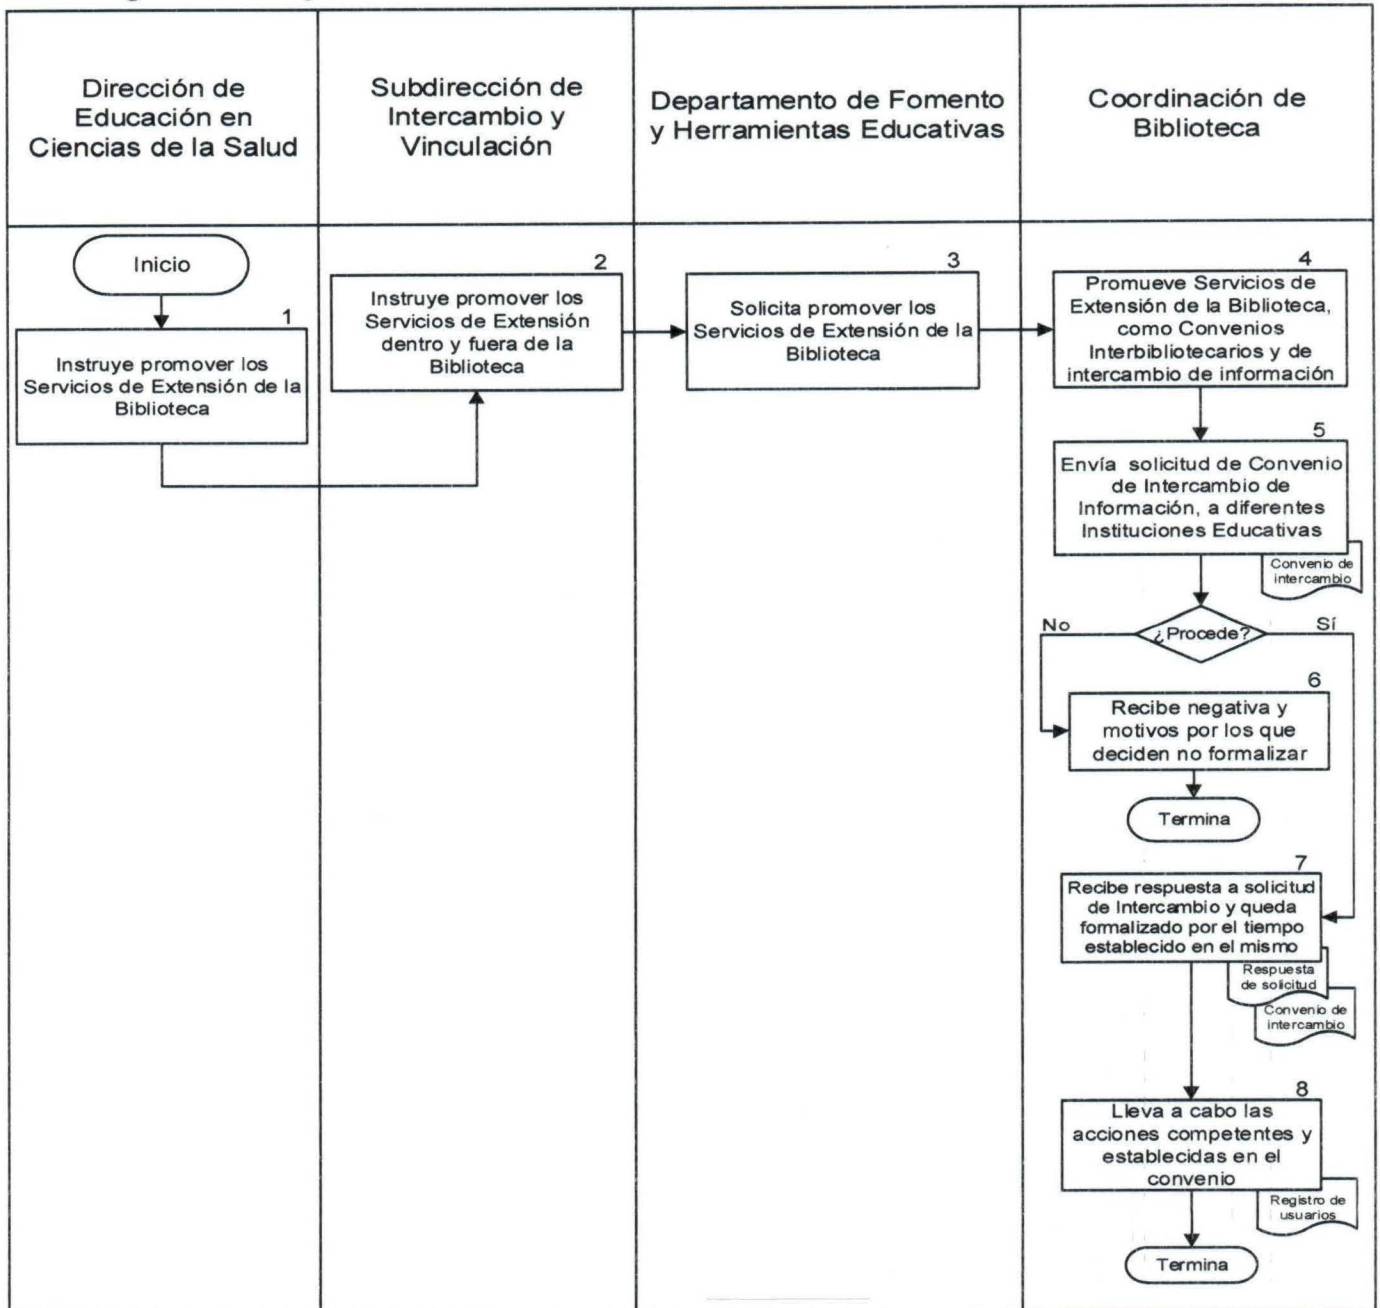 Dirección de
Educación en
Ciencias de la Salud
Subdirección de
Intercambio y
Vinculación
Departamento de Fomento
y Herramientas Educativas
Coordinación de
Biblioteca
Inicio
1
Instruye promover los
Servicios de Extensión de la
Biblioteca
2
Instruye promover los
Servicios de Extensión
dentro y fuera de la
Biblioteca
3
Solicita promover los
Servicios de Extensión de la
Biblioteca
4
Promueve Servicios de
Extensión de la Biblioteca,
como Convenios
Interbibliotecarios y de
intercambio de información
5
Envía solicitud de Convenio
de Intercambio de
Información, a diferentes
Instituciones Educativas
Convenio de
intercambio
¿Procede?
No
Sí
6
Recibe negativa y
motivos por los que
deciden no formalizar
Termina
7
Recibe respuesta a solicitud
de Intercambio y queda
formalizado por el tiempo
establecido en el mismo
Respuesta
de solicitud
Convenio de
intercambio
8
Lleva a cabo las
acciones competentes y
establecidas en el
convenio
Registro de
usuarios
Termina